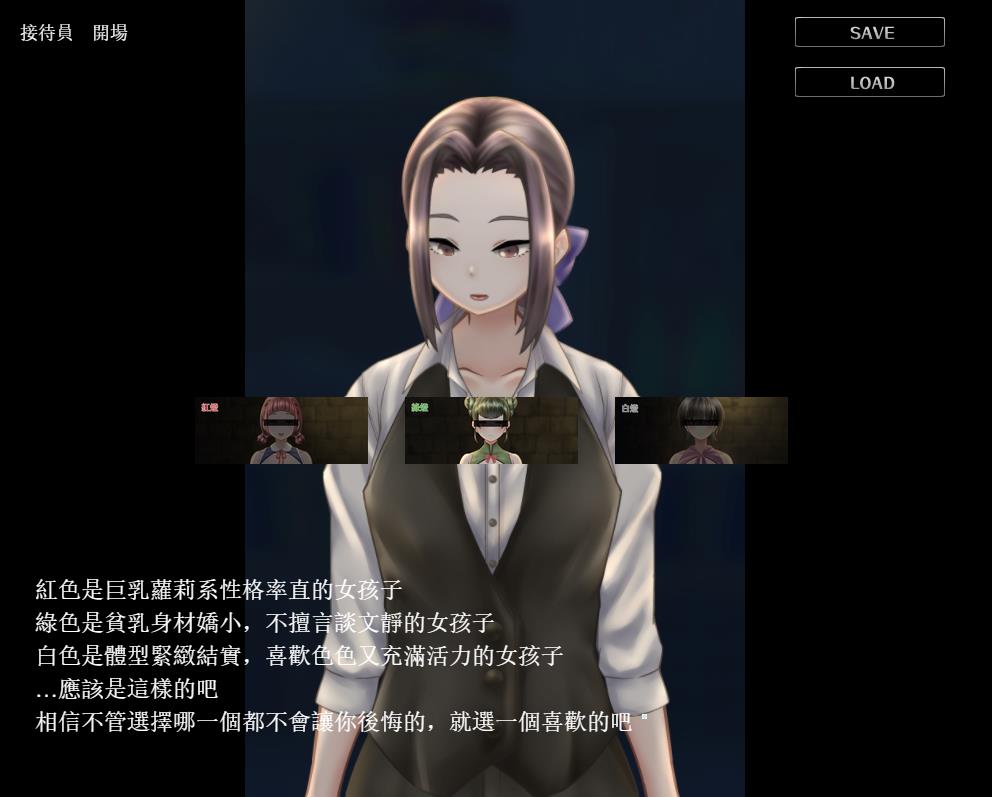 接待員 開場
SAVE
LOAD
紅燈
綠燈
白燈
紅色是巨乳蘿莉系性格率直的女孩子
綠色是貧乳身材嬌小，不擅言談文靜的女孩子
白色是體型緊緻結實，喜歡色色又充滿活力的女孩子
…應該是這樣的吧
相信不管選擇哪一個都不會讓你後悔的，就選一個喜歡的吧